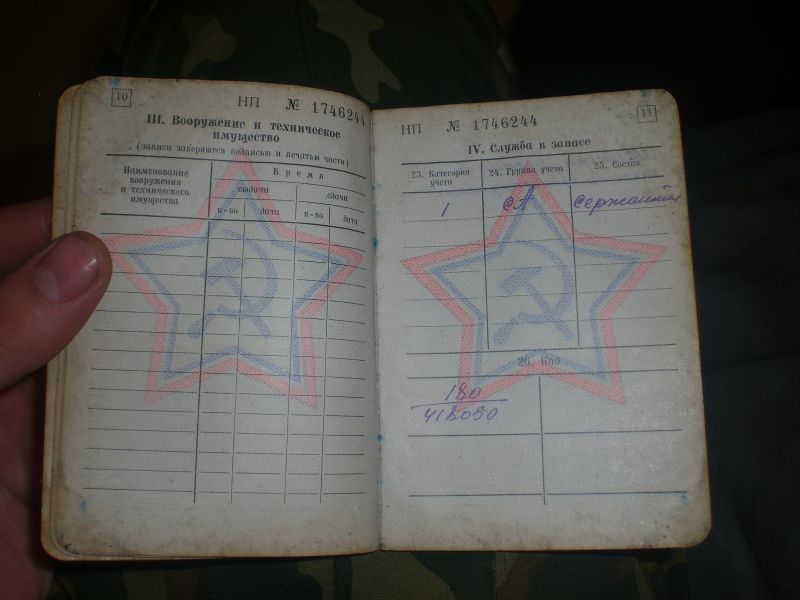 10
НП № 1746244
III. Вооружение и техническое
имущество
(записи заверяются подписью и печатью части)
Наименование
вооружения
и технического
имущества
Время
выдачи
сдачи
к-во
дата
к-во
дата
11
НП № 1746244
IV. Служба в запасе
23. Категория
учета
24. Группа учета
25. Состав
1
СА
Сержанты
26. Код
180
418050